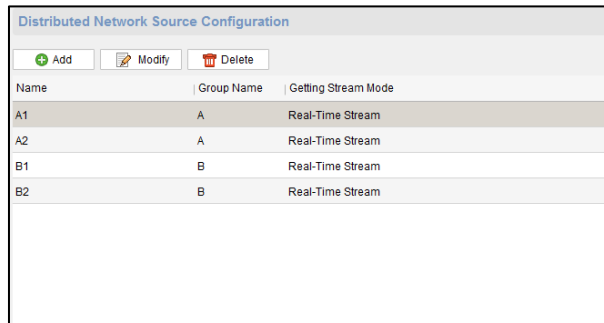 Distributed Network Source Configuration
Add Modify Delete
Name Group Name Getting Stream Mode
A1 A Real-Time Stream
A2 A Real-Time Stream
B1 B Real-Time Stream
B2 B Real-Time Stream